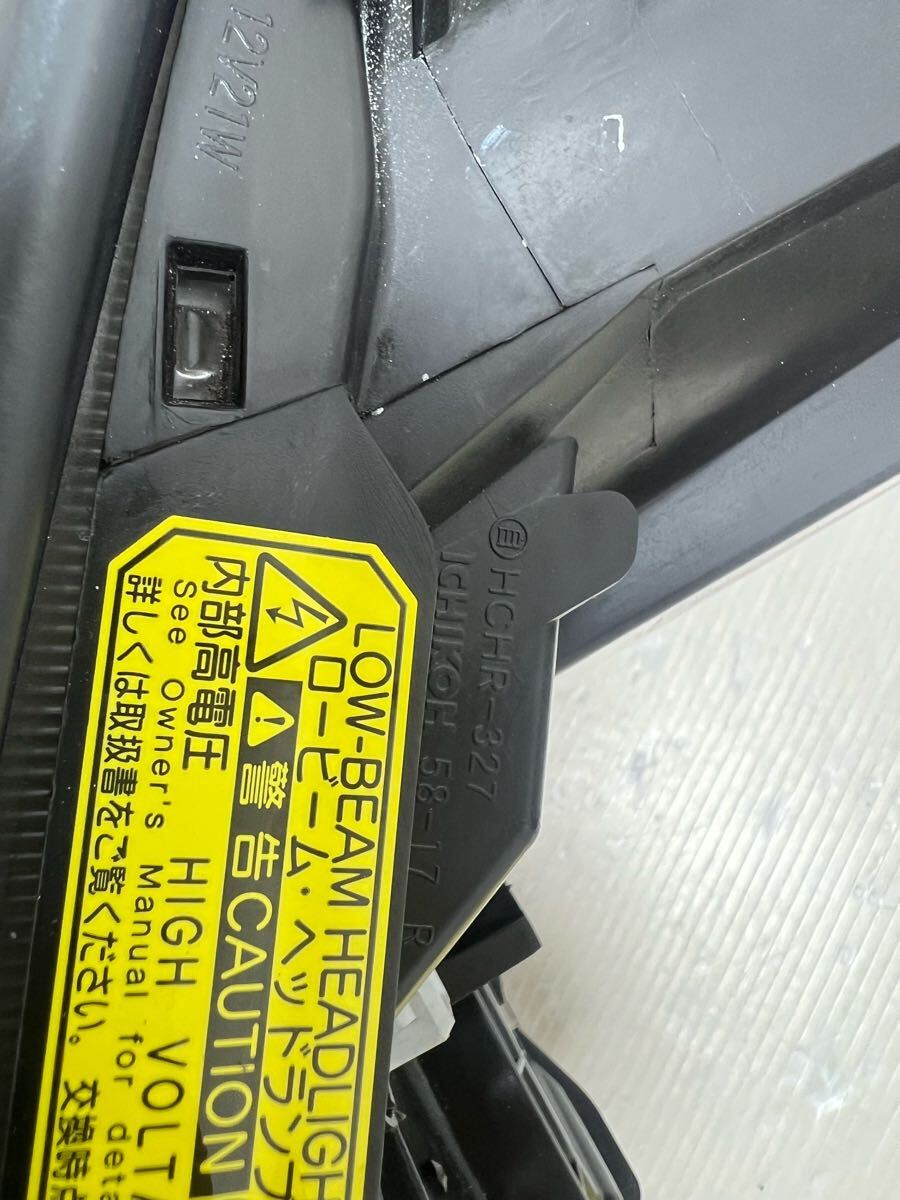 12V21W
自 HCHR-327
ICHIKOH 58-17 R
LOW-BEAM HEADLIGH
ロービーム・ヘッドランプ
警告 CAUTION
内部高電圧 HIGH VOLTA
See Owner's Manual for deta
詳しくは取扱書をご覧ください。 交換時